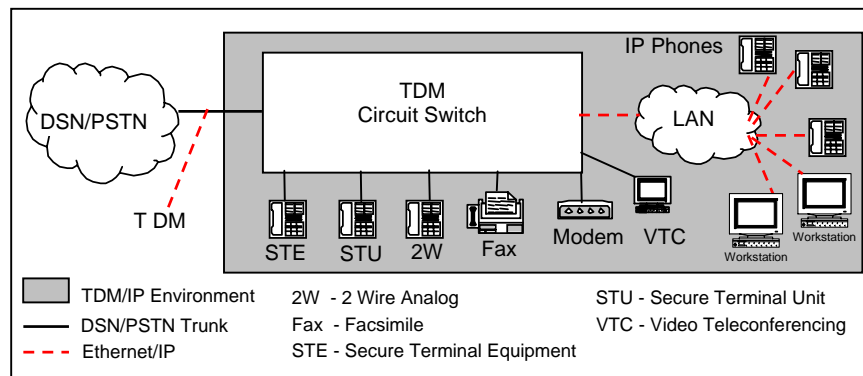 IP Phones
DSN/PSTN
TDM
Circuit Switch
LAN
T DM
STE
STU
2W
Fax
Modem
VTC
Workstation
Workstation
TDM/IP Environment
DSN/PSTN Trunk
Ethernet/IP
2W - 2 Wire Analog
Fax - Facsimile
STE - Secure Terminal Equipment
STU - Secure Terminal Unit
VTC - Video Teleconferencing